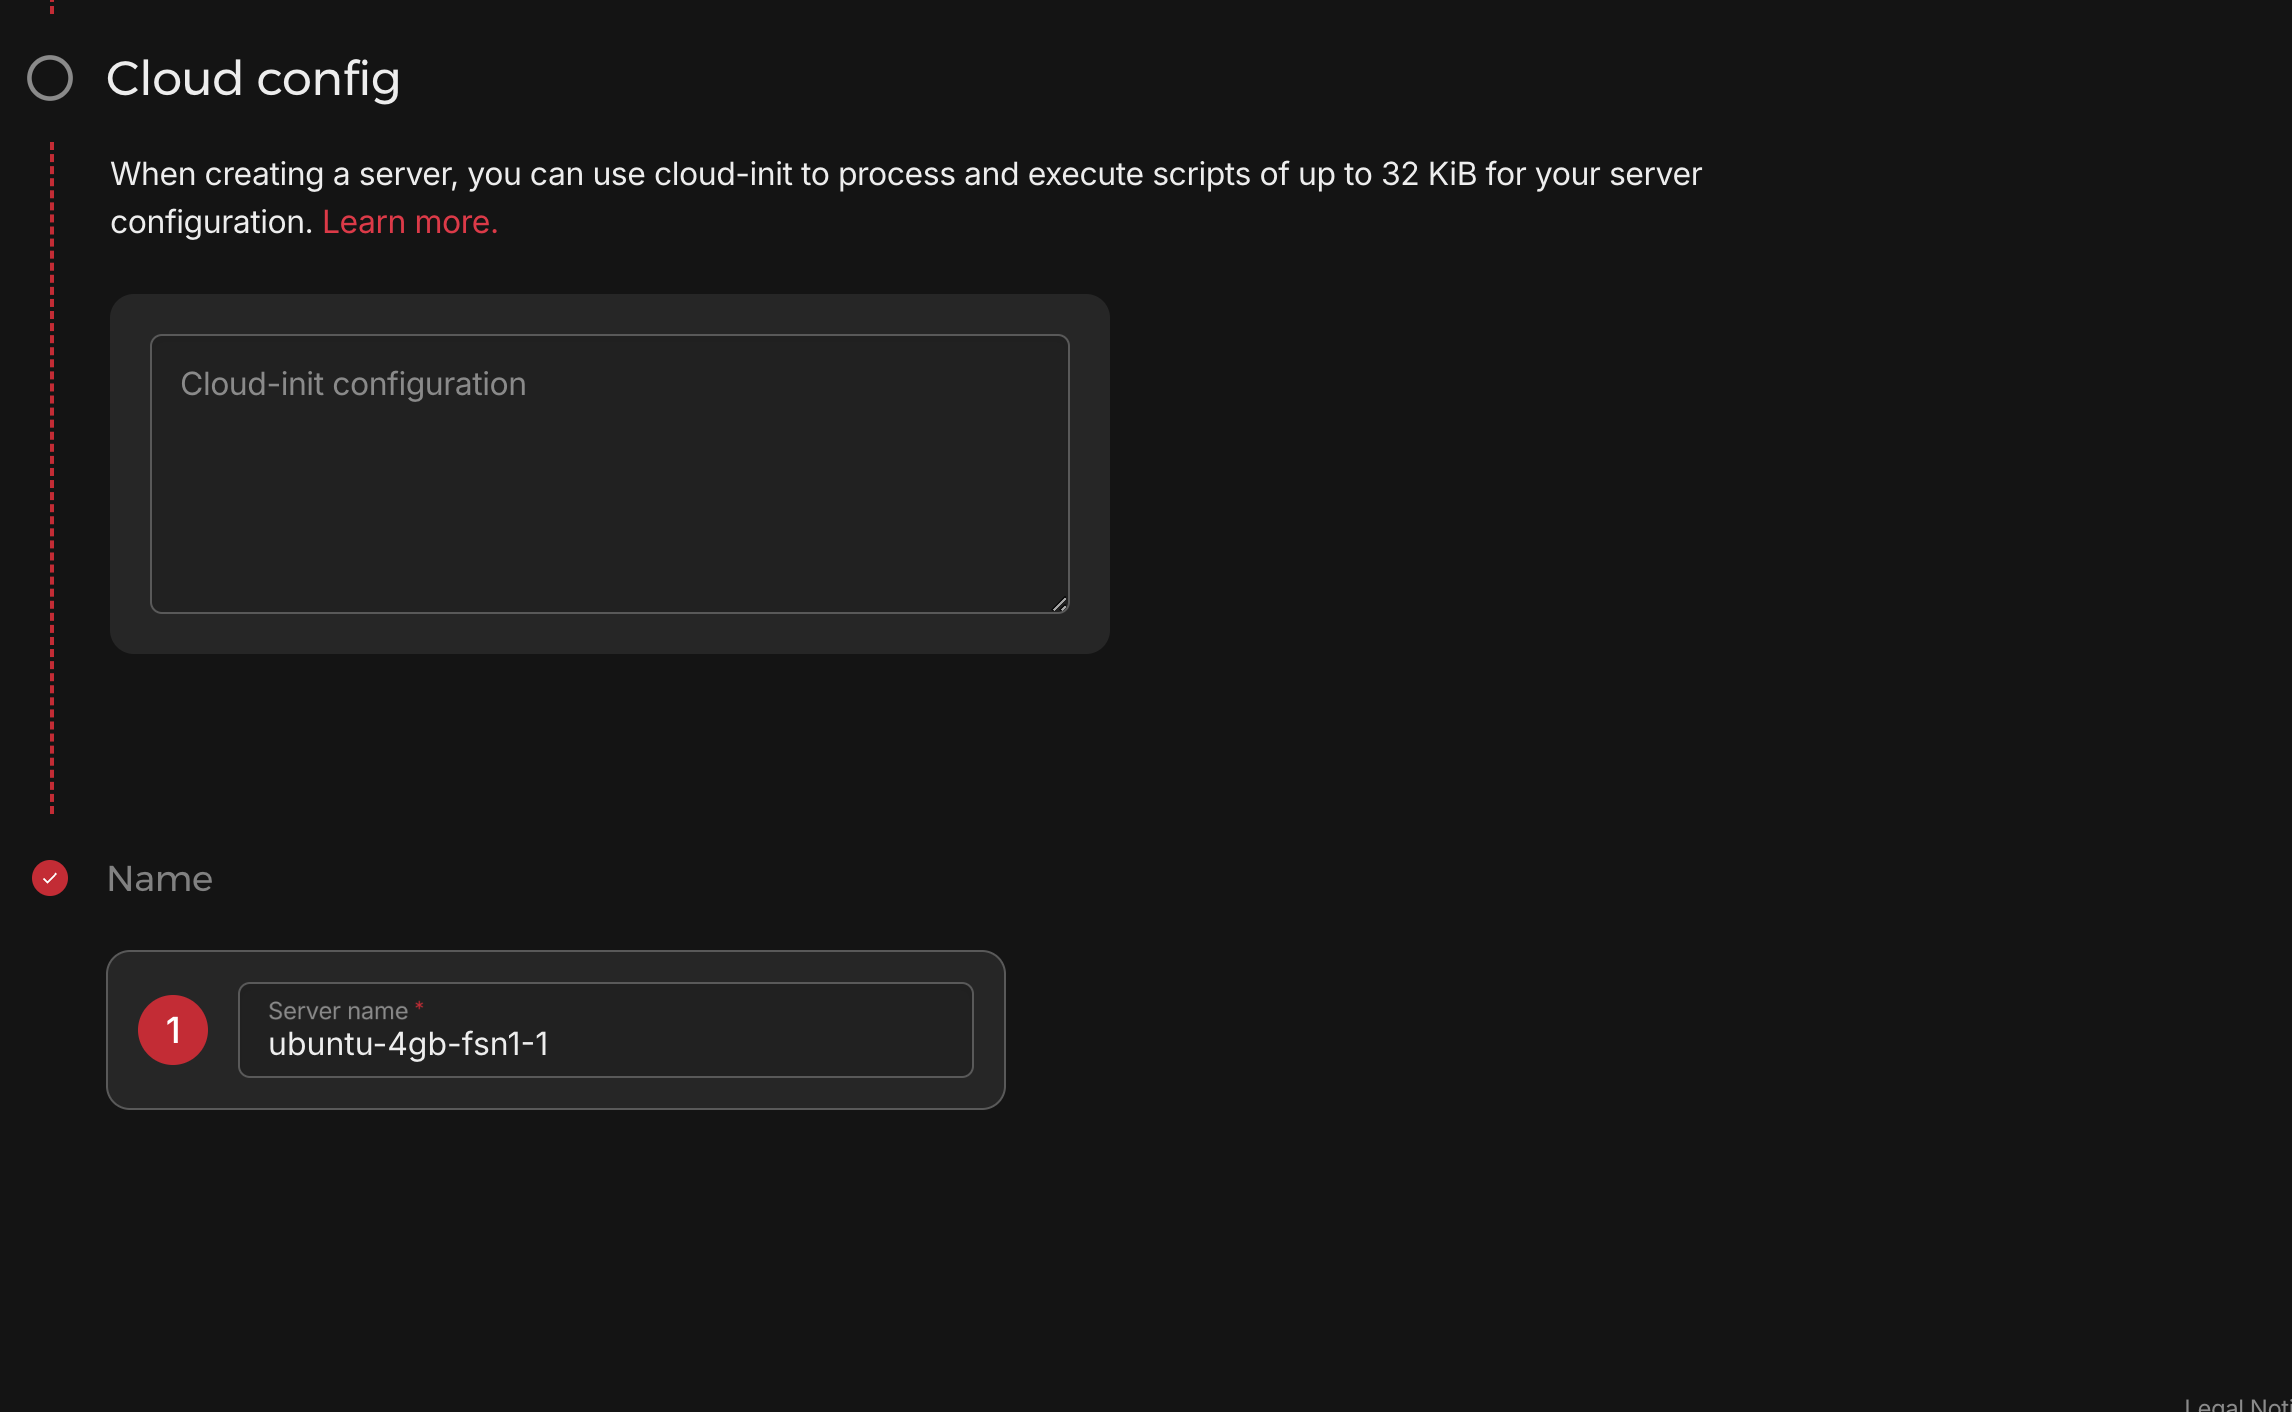 Cloud config
When creating a server, you can use cloud-init to process and execute scripts of up to 32 KiB for your server
configuration. Learn more.
Cloud-init configuration
Name
1
Server name *
ubuntu-4gb-fsn1-1
Legal